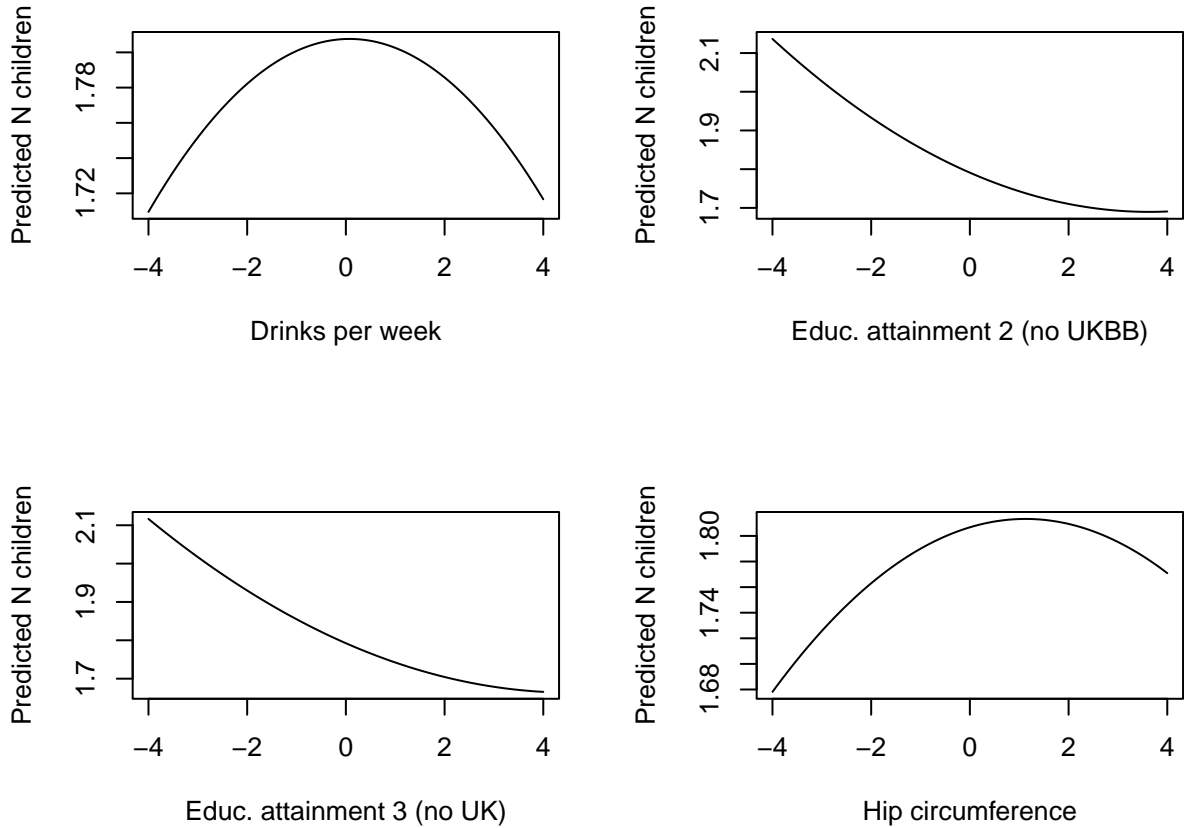 Predicted N children
1.78
1.72
−4 −2 0 2 4
Drinks per week
Predicted N children
2.1
1.9
1.7
−4 −2 0 2 4
Educ. attainment 2 (no UKBB)
Predicted N children
2.1
1.9
1.7
−4 −2 0 2 4
Educ. attainment 3 (no UK)
Predicted N children
1.80
1.74
1.68
−4 −2 0 2 4
Hip circumference